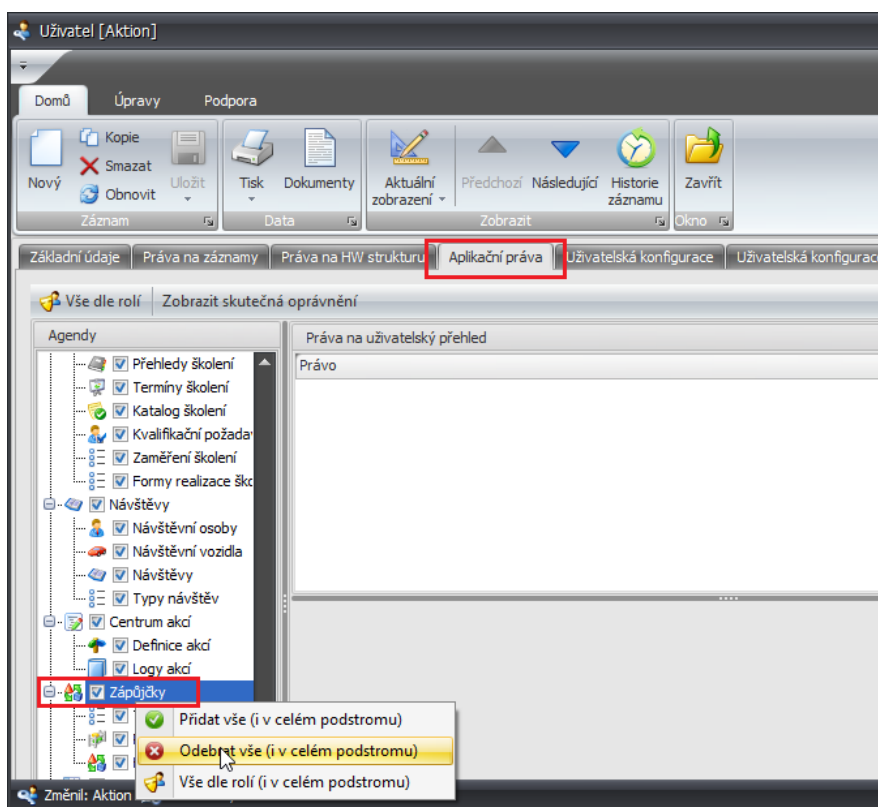 Uživatel [Aktion]
Domů Úpravy Podpora
Nový
Kopie
Smazat
Obnovit
Uložit
Tisk
Dokumenty
Aktuální
zobrazení
Předchozí
Následující
Historie
záznamu
Zavřít
Záznam
Data
Zobrazit
Okno
Základní údaje Práva na záznamy Práva na HW strukturu Aplikační práva Uživatelská konfigurace Uživatelská konfigurac
Vše dle rolí Zobrazit skutečná oprávnění
Agendy
Práva na uživatelský přehled
Právo
Přehledy školení
Termíny školení
Katalog školení
Kvalifikační požada
Zaměření školení
Formy realizace ško
Návštěvy
Návštěvní osoby
Návštěvní vozidla
Návštěvy
Typy návštěv
Centrum akcí
Definice akcí
Logy akcí
Zápůjčky
Přidat vše (i v celém podstromu)
Odebrat vše (i v celém podstromu)
Vše dle rolí (i v celém podstromu)
Změnil: Aktion